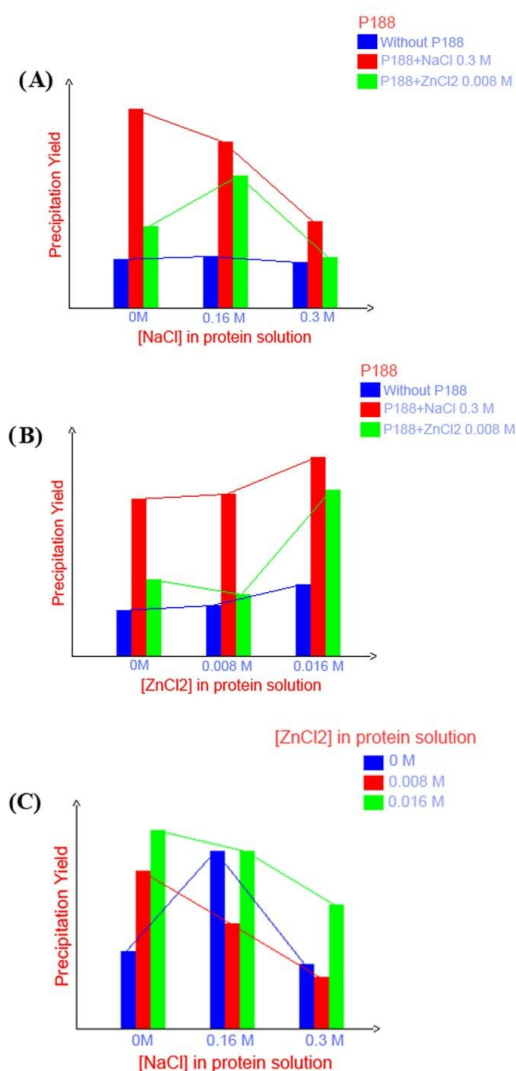 P188
Without P188
P188+NaCl 0.3 M
P188+ZnCl2 0.008 M
(A)
Precipitation Yield
0M
0.16 M
0.3 M
[NaCl] in protein solution
P188
Without P188
P188+NaCl 0.3 M
P188+ZnCl2 0.008 M
(B)
Precipitation Yield
0M
0.008 M
0.016 M
[ZnCl2] in protein solution
[ZnCl2] in protein solution
0 M
0.008 M
0.016 M
(C)
Precipitation Yield
0M
0.16 M
0.3 M
[NaCl] in protein solution